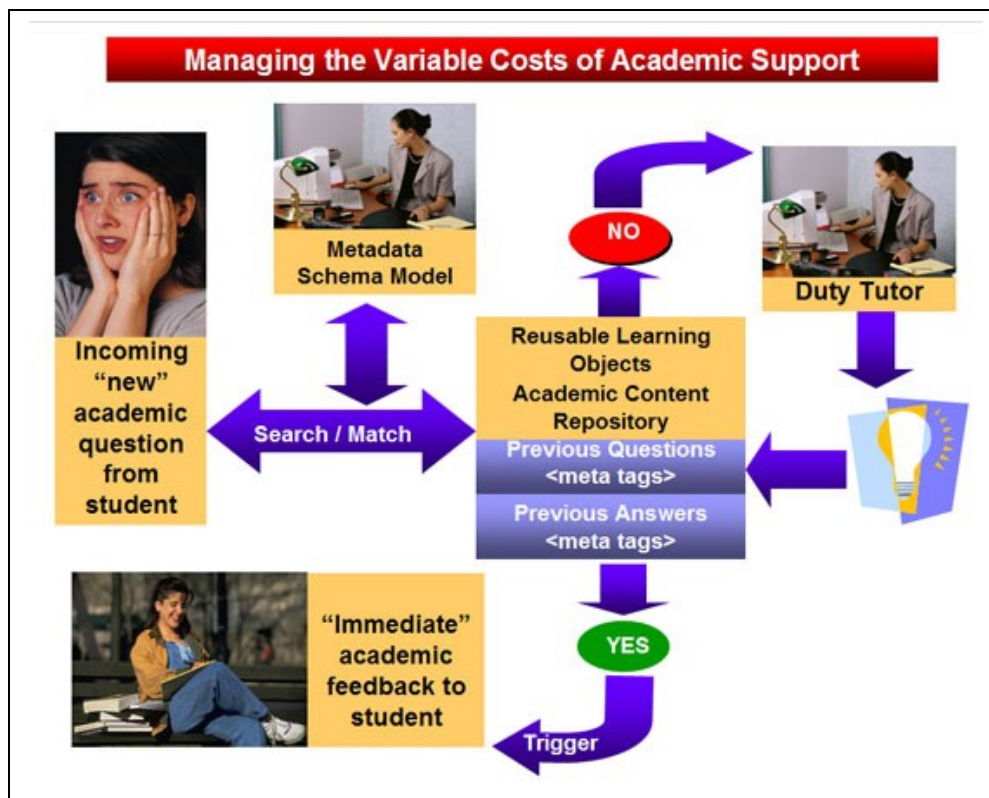 Managing the Variable Costs of Academic Support
Incoming
“new”
academic
question
from
student
Metadata
Schema Model
Search / Match
NO
Duty Tutor
Reusable Learning
Objects
Academic Content
Repository
Previous Questions
<meta tags>
Previous Answers
<meta tags>
YES
Trigger
“Immediate”
academic
feedback to
student